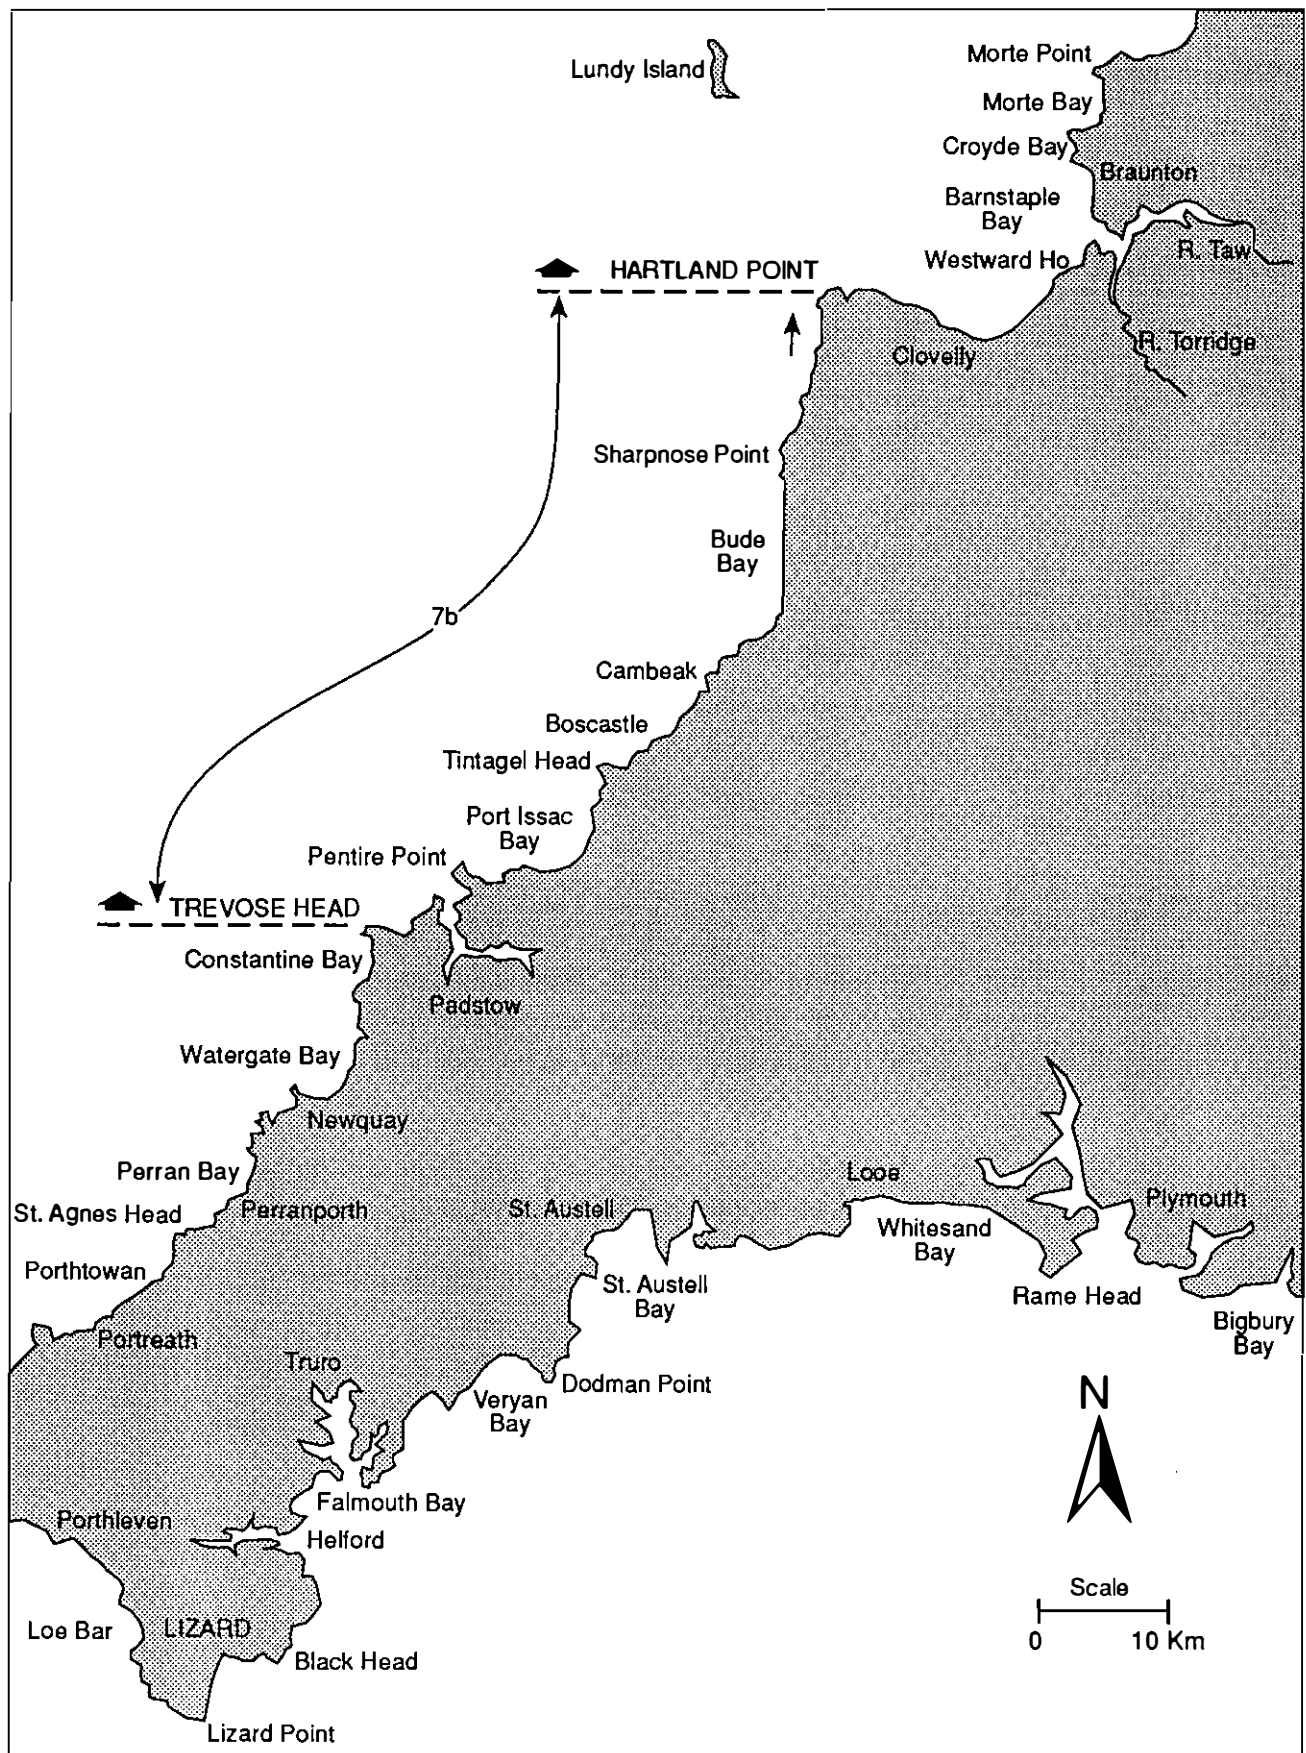 Lundy Island
Morte Point
Morte Bay
Croyde Bay
Braunton
Barnstaple
Bay
R. Taw
Westward Ho
HARTLAND POINT
R. Torridge
Clovelly
Sharpnose Point
Bude
Bay
7b
Cambeak
Boscastle
Tintagel Head
Port Issac
Bay
Pentire Point
TREVOSE HEAD
Constantine Bay
Padstow
Watergate Bay
Newquay
Perran Bay
Perranporth
St. Agnes Head
Porthtowan
Portreath
St. Austell
Looe
Plymouth
Whitesand
Bay
St. Austell
Bay
Rame Head
Bigbury
Bay
Truro
Dodman Point
Veryan
Bay
N
Falmouth Bay
Porthleven
Helford
Scale
0 10 Km
Loe Bar
LIZARD
Black Head
Lizard Point